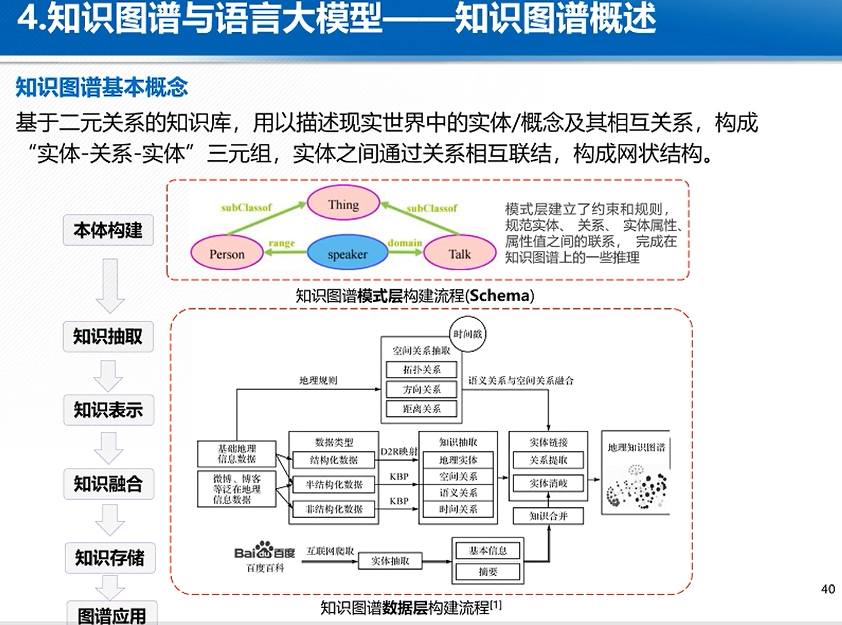 4.知识图谱与语言大模型——知识图谱概述
知识图谱基本概念
基于二元关系的知识库，用以描述现实世界中的实体/概念及其相互关系，构成
“实体-关系-实体”三元组，实体之间通过关系相互联结，构成网状结构。
本体构建
知识抽取
知识表示
知识融合
知识存储
图谱应用
subClassof
Thing
subClassof
Person
range
speaker
domain
Talk
模式层建立了约束和规则，
规范实体、 关系、 实体属性、
属性值之间的联系， 完成在
知识图谱上的一些推理
知识图谱模式层构建流程(Schema)
时间戳
空间关系抽取
拓扑关系
方向关系
距离关系
地理规则
语义关系与空间关系融合
基础地理
信息数据
微博、博客
等泛在地理
信息数据
数据类型
结构化数据
半结构化数据
非结构化数据
D2R映射
KBP
KBP
知识抽取
地理实体
空间关系
语义关系
时间关系
实体链接
关系提取
实体消歧
知识合并
地理知识图谱
Bai百度
百度百科
互联网爬取
实体抽取
基本信息
摘要
知识图谱数据层构建流程[1]
40